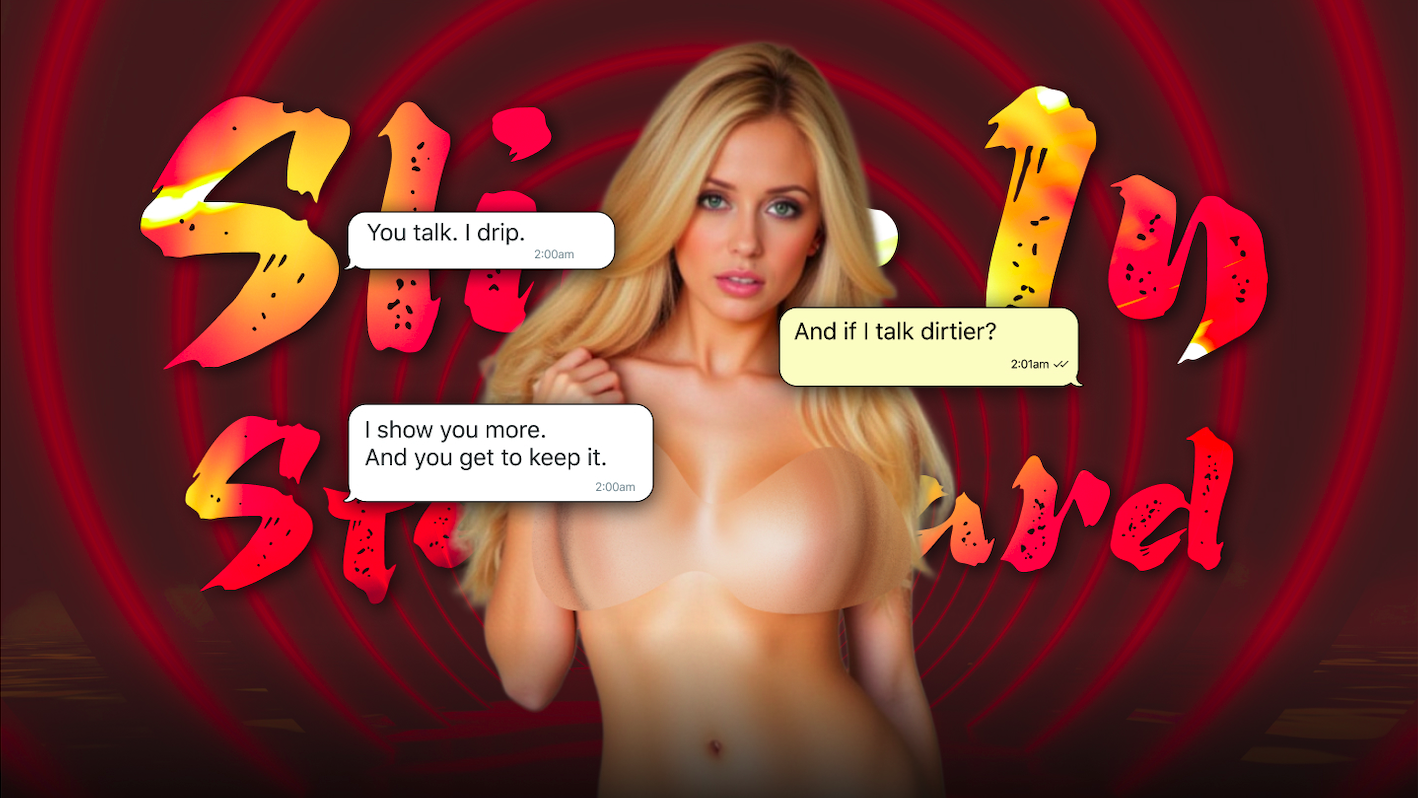 In
You talk. I drip.
2:00am
And if I talk dirtier?
2:01am
I show you more.
And you get to keep it.
2:00am